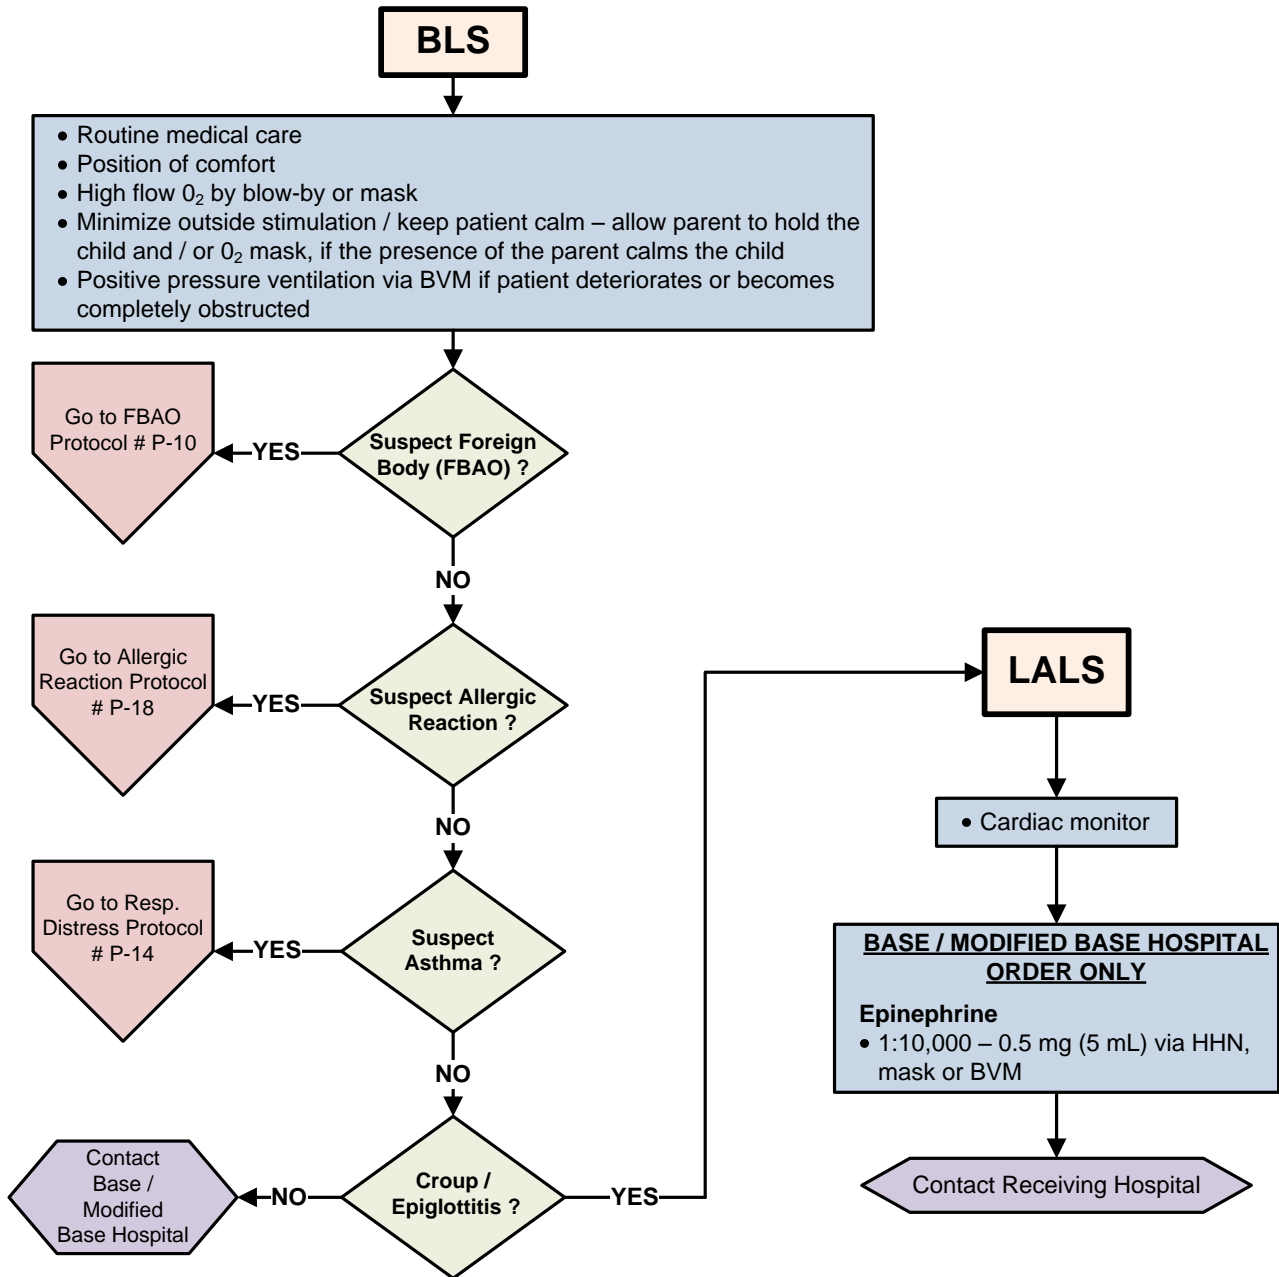 BLS
• Routine medical care
• Position of comfort
• High flow 0₂ by blow-by or mask
• Minimize outside stimulation / keep patient calm – allow parent to hold the
child and / or 0₂ mask, if the presence of the parent calms the child
• Positive pressure ventilation via BVM if patient deteriorates or becomes
completely obstructed
Go to FBAO
Protocol # P-10
YES
Suspect Foreign
Body (FBAO) ?
NO
Go to Allergic
Reaction Protocol
# P-18
YES
Suspect Allergic
Reaction ?
NO
Go to Resp.
Distress Protocol
# P-14
YES
Suspect
Asthma ?
NO
Contact
Base /
Modified
Base Hospital
NO
Croup /
Epiglottitis ?
YES
LALS
• Cardiac monitor
BASE / MODIFIED BASE HOSPITAL
ORDER ONLY
Epinephrine
• 1:10,000 – 0.5 mg (5 mL) via HHN,
mask or BVM
Contact Receiving Hospital